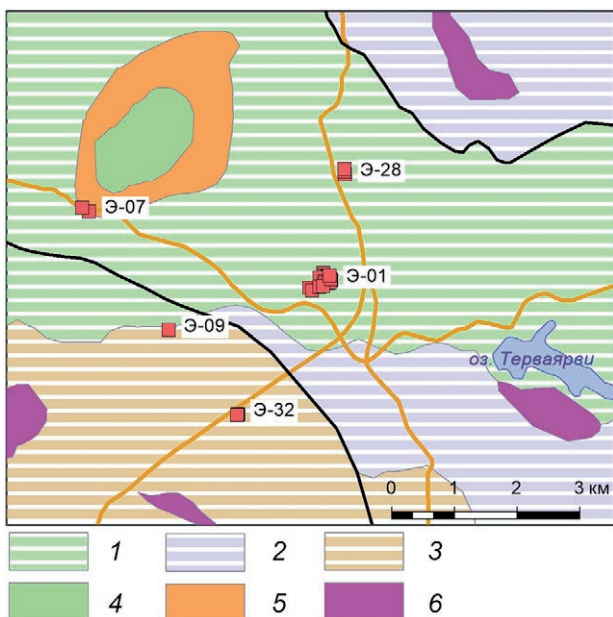 Э-28
Э-07
Э-01
Э-09
оз. Терваярви
Э-32
0 1 2 3 км
1 2 3
4 5 6